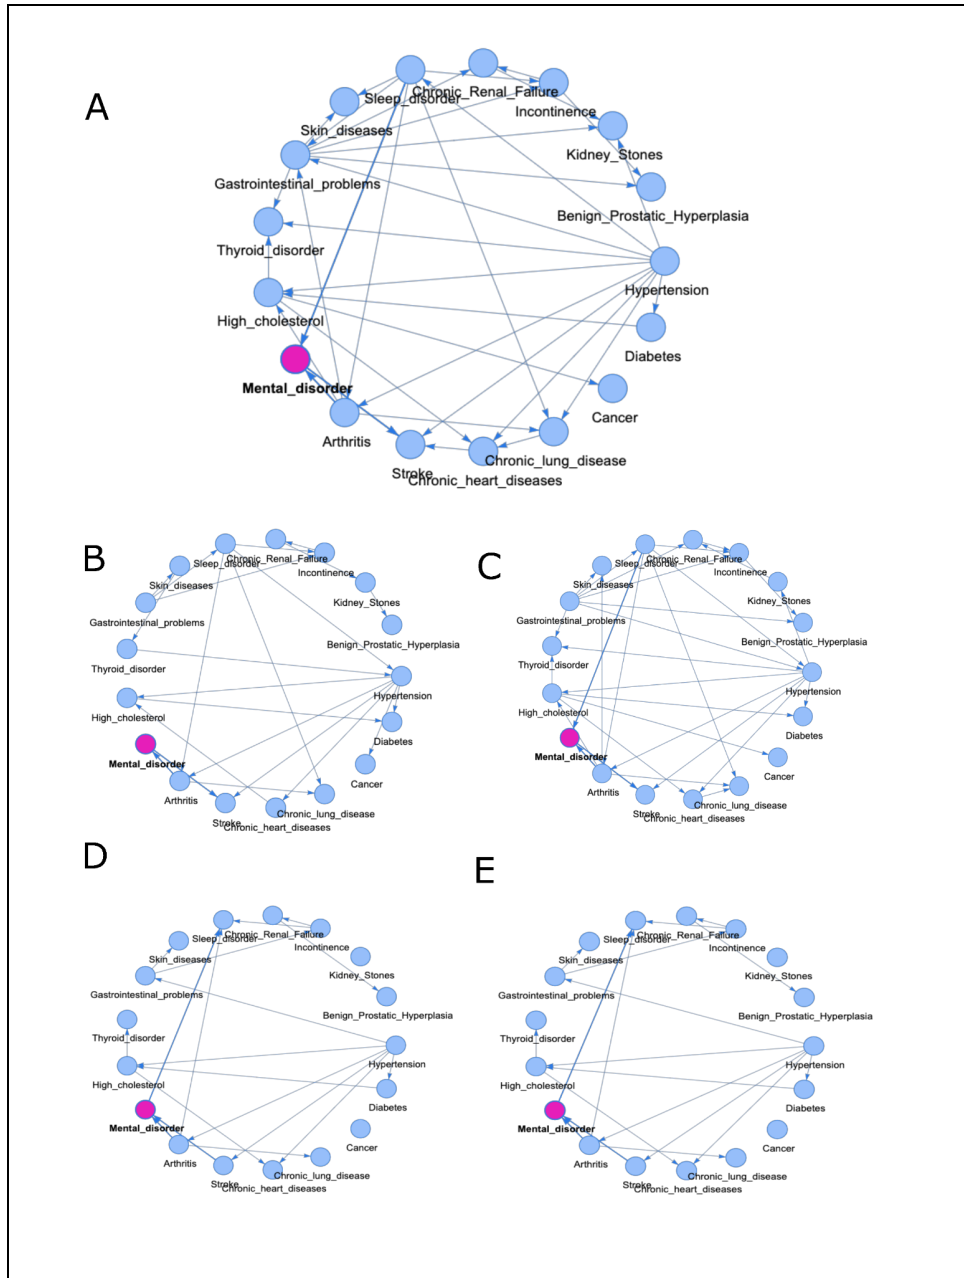 A
Sleep_disorder
Chronic_Renal_Failure
Incontinence
Skin_diseases
Kidney_Stones
Gastrointestinal_problems
Benign_Prostatic_Hyperplasia
Thyroid_disorder
Hypertension
High_cholesterol
Diabetes
Mental_disorder
Cancer
Arthritis
Chronic_lung_disease
Stroke
Chronic_heart_diseases
B
Sleep_disorder
Chronic_Renal_Failure
Incontinence
Skin_diseases
Kidney_Stones
Gastrointestinal_problems
Benign_Prostatic_Hyperplasia
Thyroid_disorder
Hypertension
High_cholesterol
Diabetes
Mental_disorder
Cancer
Arthritis
Chronic_lung_disease
Stroke
Chronic_heart_diseases
C
Sleep_disorder
Chronic_Renal_Failure
Incontinence
Skin_diseases
Kidney_Stones
Gastrointestinal_problems
Benign_Prostatic_Hyperplasia
Thyroid_disorder
Hypertension
High_cholesterol
Diabetes
Mental_disorder
Cancer
Arthritis
Chronic_lung_disease
Stroke
Chronic_heart_diseases
D
Sleep_disorder
Chronic_Renal_Failure
Incontinence
Skin_diseases
Kidney_Stones
Gastrointestinal_problems
Benign_Prostatic_Hyperplasia
Thyroid_disorder
Hypertension
High_cholesterol
Diabetes
Mental_disorder
Cancer
Arthritis
Chronic_lung_disease
Stroke
Chronic_heart_diseases
E
Sleep_disorder
Chronic_Renal_Failure
Incontinence
Skin_diseases
Kidney_Stones
Gastrointestinal_problems
Benign_Prostatic_Hyperplasia
Thyroid_disorder
Hypertension
High_cholesterol
Diabetes
Mental_disorder
Cancer
Arthritis
Chronic_lung_disease
Stroke
Chronic_heart_diseases